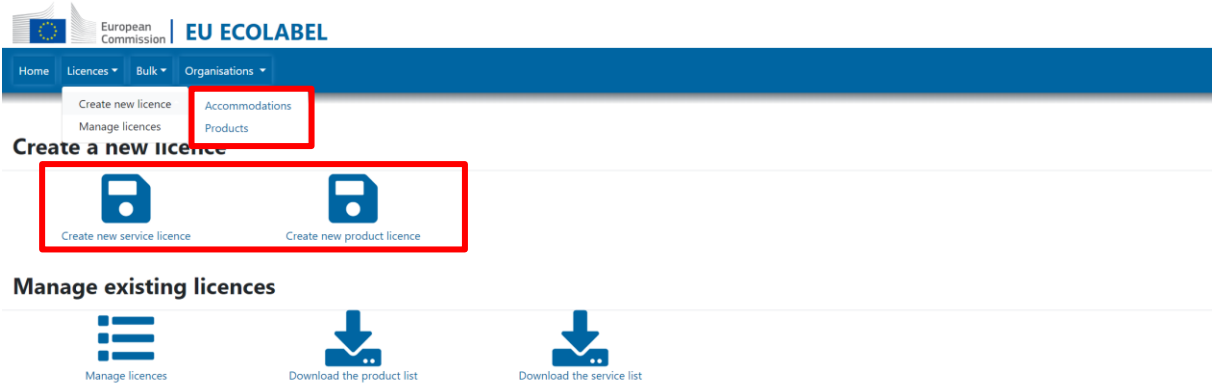 European
Commission
EU ECOLABEL
Home Licences Bulk Organisations
Create new licence Accommodations
Manage licences Products
Create a new licence
Create new service licence Create new product licence
Manage existing licences
Manage licences Download the product list Download the service list